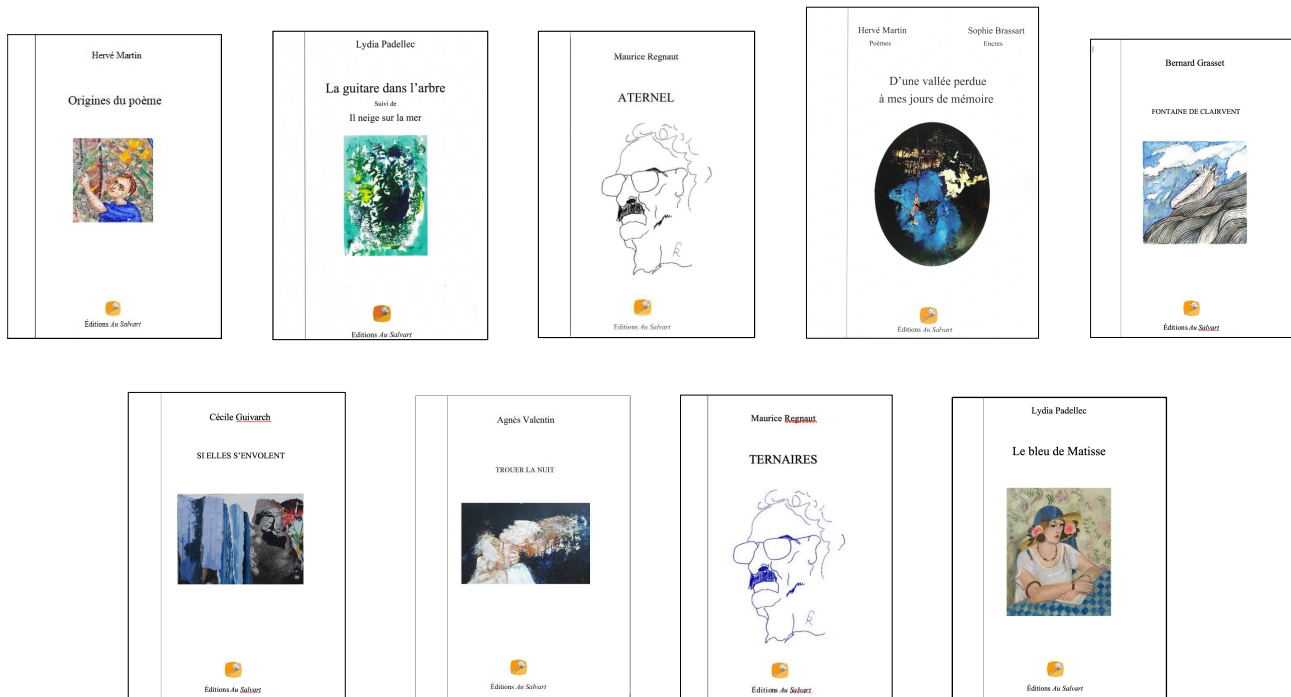 Hervé Martin
Origines du poème
Éditions Au Salvart
Lydia Padellec
La guitare dans l'arbre
Suivi de
Il neige sur la mer
Editions Au Salvart
Maurice Regnaut
ATERNEL
Editions Au Salvart
Hervé Martin
Poèmes
Sophie Brassart
Encres
D'une vallée perdue
à mes jours de mémoire
Éditions Au Salvart
Bernard Grasset
FONTAINE DE CLAIRVENT
Éditions Au Salvart
Cécile Guivarch
SI ELLES S'ENVOLENT
Éditions Au Salvart
Agnès Valentin
TROUER LA NUIT
Éditions Au Salvart
Maurice Regnaut
TERNAIRES
Éditions Au Salvart
Lydia Padellec
Le bleu de Matisse
Éditions Au Salvart